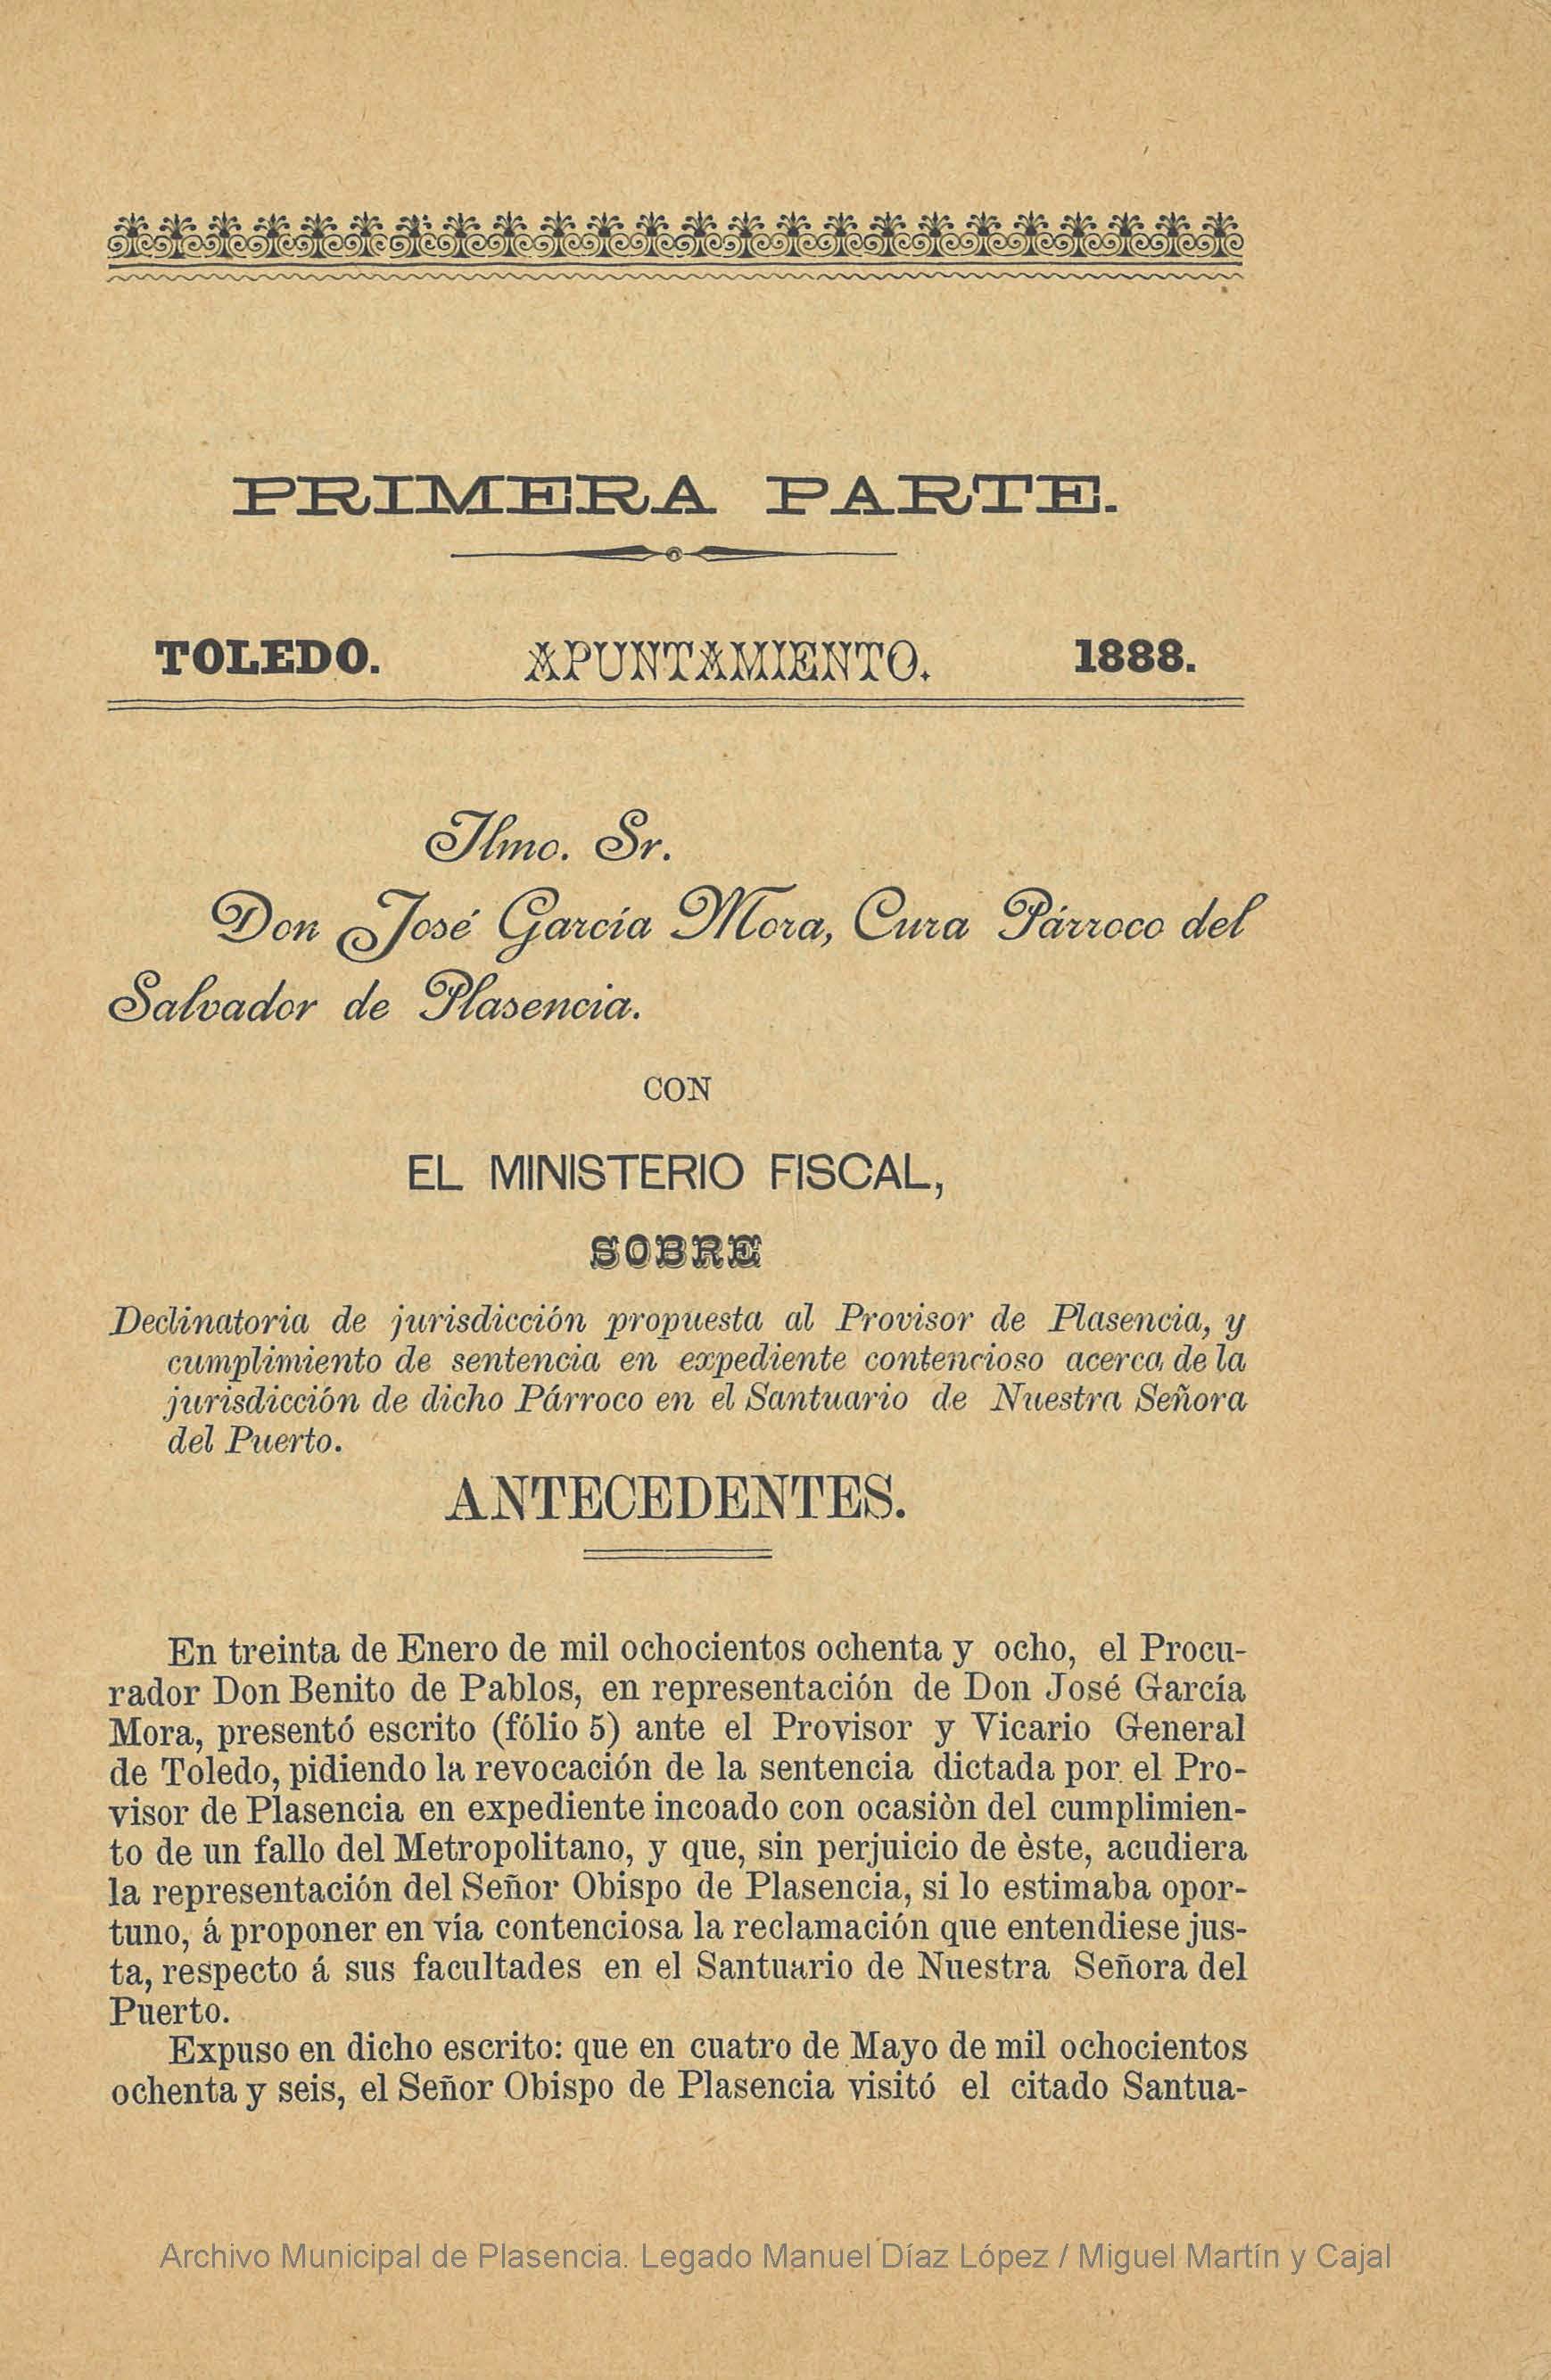 PRIMERA PARTE.
TOLEDO. APUNTAMIENTO. 1888.
Ilmo. Sr.
Don José García Mora, Cura Párroco del
Salvador de Plasencia.
CON
EL MINISTERIO FISCAL,
SOBRE
Declinatoria de jurisdicción propuesta al Provisor de Plasencia, y
cumplimiento de sentencia en expediente contencioso acerca de la
jurisdicción de dicho Párroco en el Santuario de Nuestra Señora
del Puerto.
ANTECEDENTES.
En treinta de Enero de mil ochocientos ochenta y ocho, el Procu-
rador Don Benito de Pablos, en representación de Don José García
Mora, presentó escrito (fólio 5) ante el Provisor y Vicario General
de Toledo, pidiendo la revocación de la sentencia dictada por el Pro-
visor de Plasencia en expediente incoado con ocasiòn del cumplimien-
to de un fallo del Metropolitano, y que, sin perjuicio de èste, acudiera
la representación del Señor Obispo de Plasencia, si lo estimaba opor-
tuno, á proponer en vía contenciosa la reclamación que entendiese jus-
ta, respecto á sus facultades en el Santuario de Nuestra Señora del
Puerto.
Expuso en dicho escrito: que en cuatro de Mayo de mil ochocientos
ochenta y seis, el Señor Obispo de Plasencia visitó el citado Santua-
Archivo Municipal de Plasencia. Legado Manuel Díaz López / Miguel Martín y Cajal